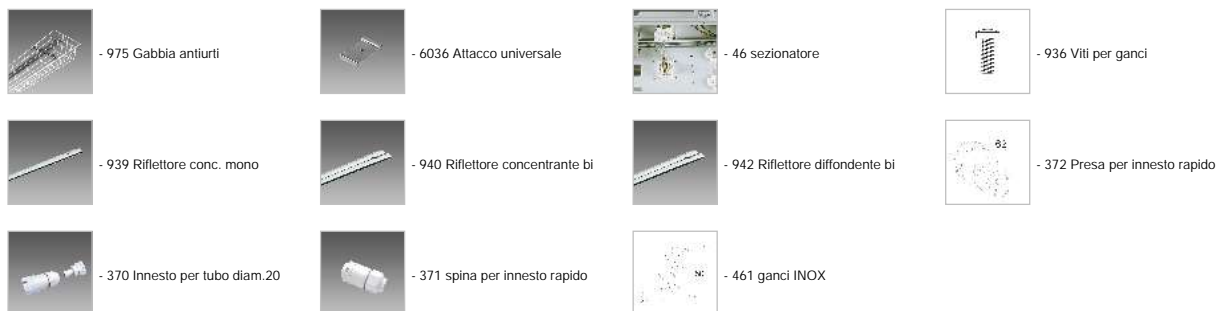 - 975 Gabbia antiurti
- 6036 Attacco universale
- 46 sezionatore
- 936 Viti per ganci
- 939 Riflettore conc. mono
- 940 Riflettore concentrante bi
- 942 Riflettore diffondente bi
- 372 Presa per innesto rapido
- 370 Innesto per tubo diam.20
- 371 spina per innesto rapido
- 461 ganci INOX